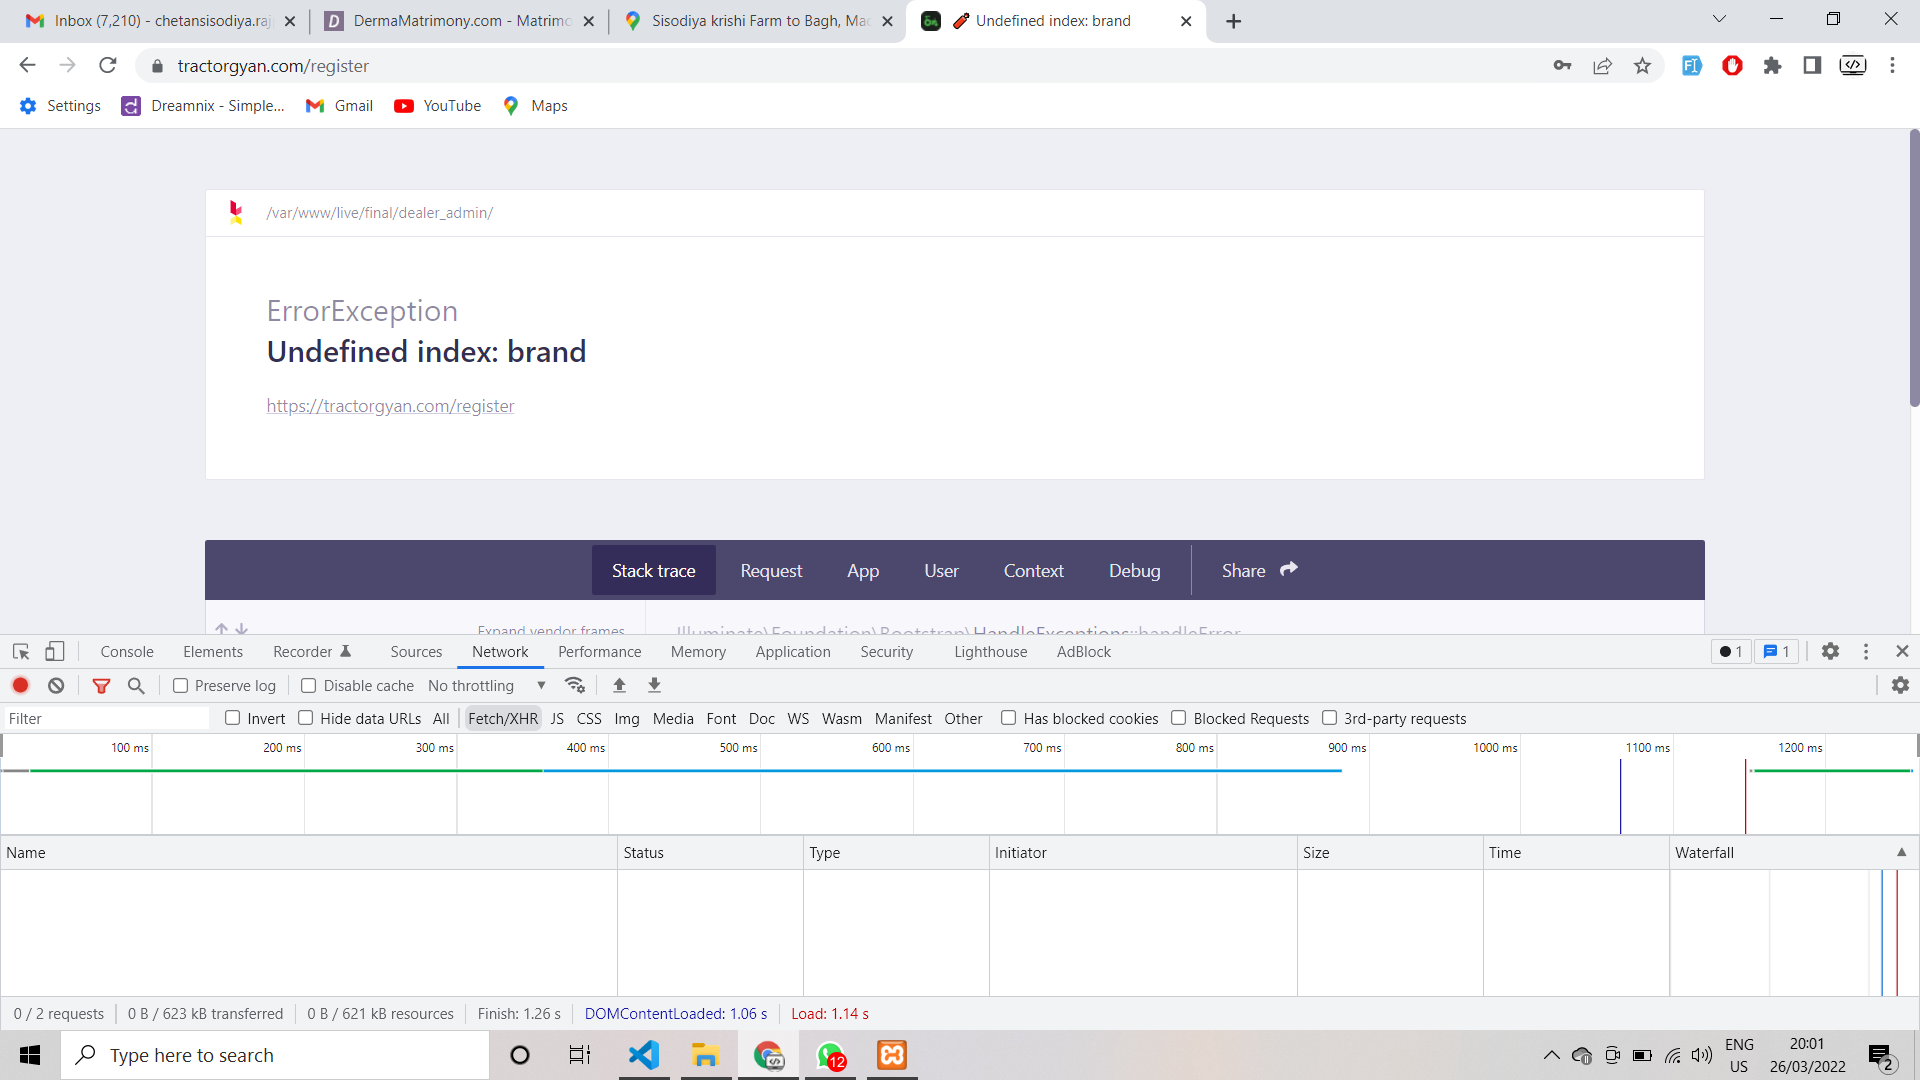 Inbox (7,210) - chetansisodiya.raj
DermaMatrimony.com - Matrimo
Sisodiya krishi Farm to Bagh, Mad
Undefined index: brand
tractorgyan.com/register
Settings
Dreamnix - Simple...
Gmail
YouTube
Maps
/var/www/live/final/dealer_admin/
ErrorException
Undefined index: brand
https://tractorgyan.com/register
Stack trace Request App User Context Debug Share
Expand vendor frames
Illuminate\Foundation\Bootstrap\HandleExceptions::handleError
Console Elements Recorder Sources Network Performance Memory Application Security Lighthouse AdBlock 1 1
Preserve log Disable cache No throttling
Filter Invert Hide data URLs All Fetch/XHR JS CSS Img Media Font Doc WS Wasm Manifest Other Has blocked cookies Blocked Requests 3rd-party requests
100 ms 200 ms 300 ms 400 ms 500 ms 600 ms 700 ms 800 ms 900 ms 1000 ms 1100 ms 1200 ms
Name Status Type Initiator Size Time Waterfall
0 / 2 requests 0 B / 623 kB transferred 0 B / 621 kB resources Finish: 1.26 s DOMContentLoaded: 1.06 s Load: 1.14 s
Type here to search
12
ENG
US
20:01
26/03/2022
2